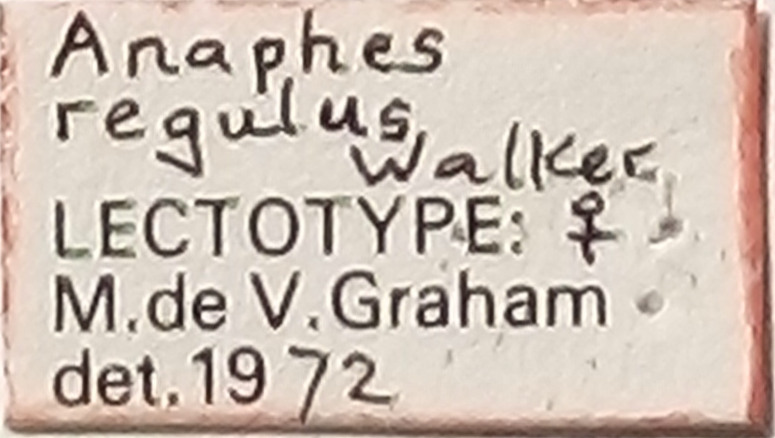 Anaphes
regulus
Walker
LECTOTYPE: ♀
M.de V.Graham
det.1972